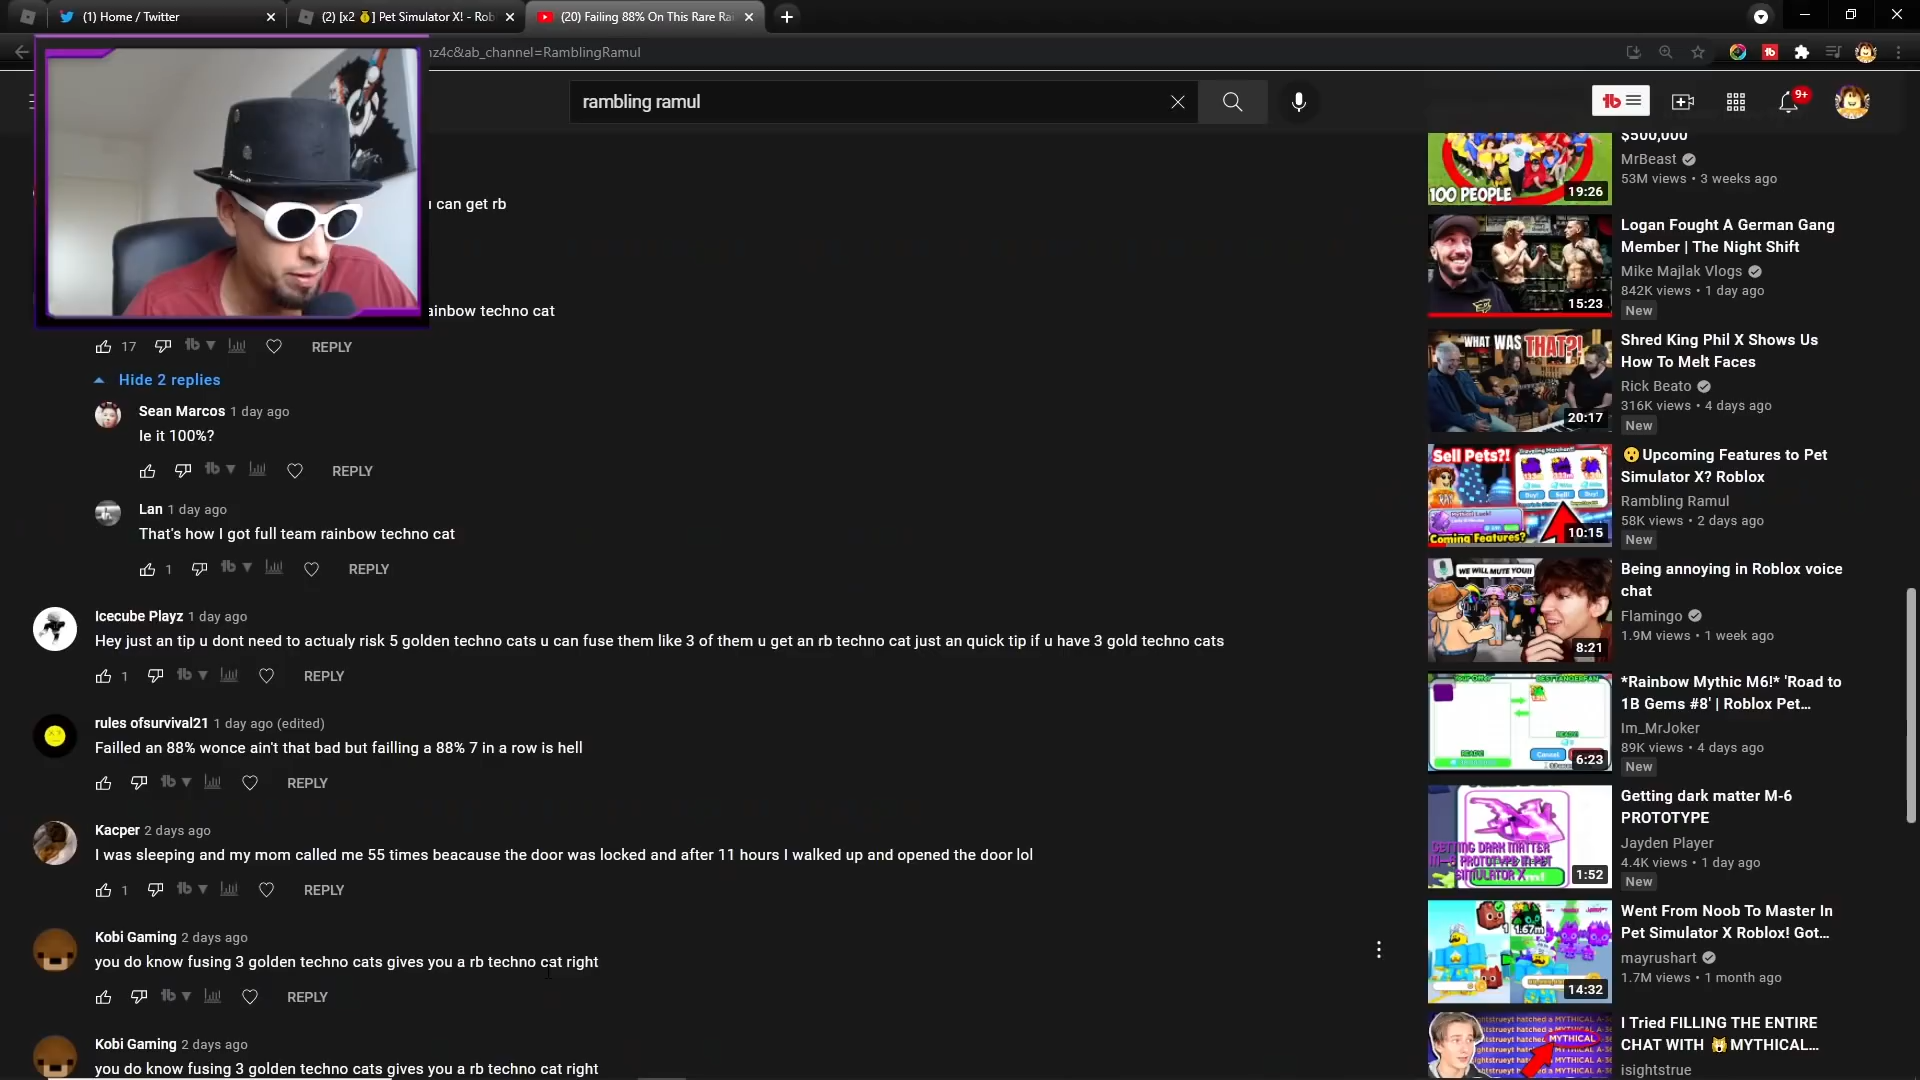 (1) Home / Twitter
(2) [x2 💰] Pet Simulator X! - Rob
(20) Failing 88% On This Rare Ra
nz4c&ab_channel=RamblingRamul
rambling ramul
9+
u can get rb
ainbow techno cat
17
REPLY
Hide 2 replies
Sean Marcos 1 day ago
Ie it 100%?
REPLY
Lan 1 day ago
That's how I got full team rainbow techno cat
1
REPLY
Icecube Playz 1 day ago
Hey just an tip u dont need to actualy risk 5 golden techno cats u can fuse them like 3 of them u get an rb techno cat just an quick tip if u have 3 gold techno cats
1
REPLY
rules ofsurvival21 1 day ago (edited)
Failled an 88% wonce ain't that bad but failling a 88% 7 in a row is hell
REPLY
Kacper 2 days ago
I was sleeping and my mom called me 55 times beacause the door was locked and after 11 hours I walked up and opened the door lol
1
REPLY
Kobi Gaming 2 days ago
you do know fusing 3 golden techno cats gives you a rb techno cat right
REPLY
Kobi Gaming 2 days ago
you do know fusing 3 golden techno cats gives you a rb techno cat right
$500,000
MrBeast
53M views • 3 weeks ago
100 PEOPLE
19:26
Logan Fought A German Gang
Member | The Night Shift
Mike Majlak Vlogs
842K views • 1 day ago
New
15:23
Shred King Phil X Shows Us
How To Melt Faces
Rick Beato
316K views • 4 days ago
New
WHAT WAS THAT?!
20:17
😮Upcoming Features to Pet
Simulator X? Roblox
Rambling Ramul
58K views • 2 days ago
New
Sell Pets?!
Coming Features?
10:15
Being annoying in Roblox voice
chat
Flamingo
1.9M views • 1 week ago
WE WILL MUTE YOU!!
8:21
*Rainbow Mythic M6!* 'Road to
1B Gems #8' | Roblox Pet…
Im_MrJoker
89K views • 4 days ago
New
Cancel
6:23
Getting dark matter M-6
PROTOTYPE
Jayden Player
4.4K views • 1 day ago
New
GETTING DARK MATTER
M-6 PROTOTYPE IN PET
SIMULATOR X
1:52
Went From Noob To Master In
Pet Simulator X Roblox! Got…
mayrushart
1.7M views • 1 month ago
1.67m
14:32
I Tried FILLING THE ENTIRE
CHAT WITH 🙀MYTHICAL…
isightstrue
MYTHICAL